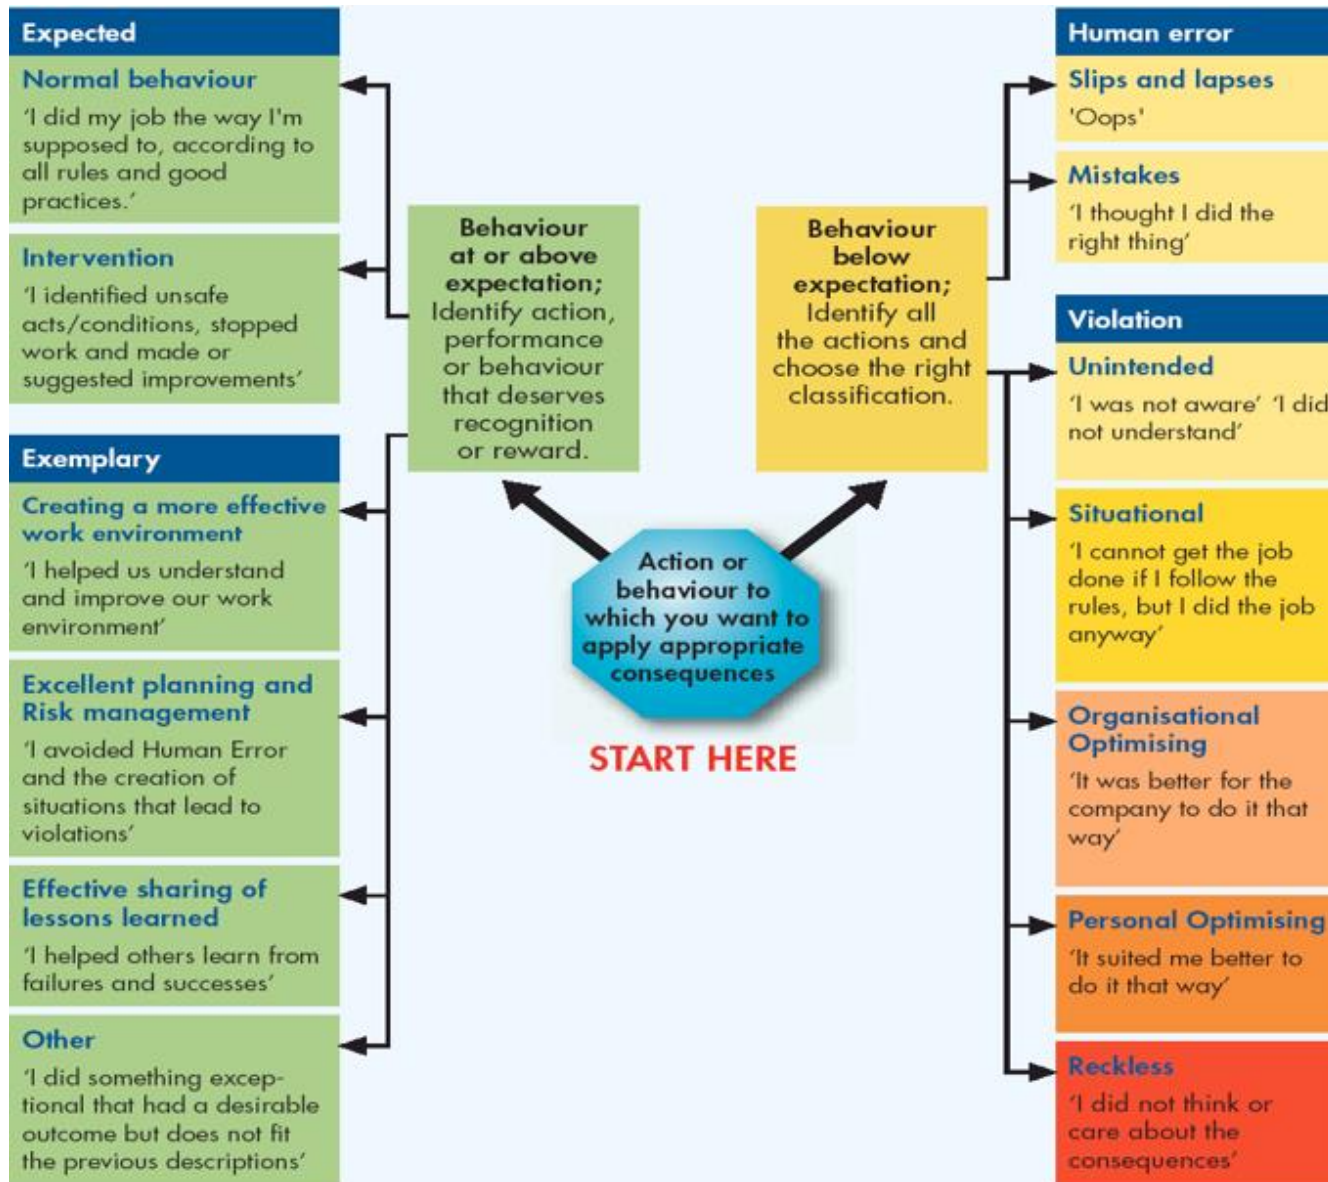 Expected
Normal behaviour
‘I did my job the way I'm
supposed to, according to
all rules and good
practices.’
Intervention
‘I identified unsafe
acts/conditions, stopped
work and made or
suggested improvements’
Exemplary
Creating a more effective
work environment
‘I helped us understand
and improve our work
environment’
Excellent planning and
Risk management
‘I avoided Human Error
and the creation of
situations that lead to
violations’
Effective sharing of
lessons learned
‘I helped others learn from
failures and successes’
Other
‘I did something excep-
tional that had a desirable
outcome but does not fit
the previous descriptions’
Behaviour
at or above
expectation;
Identify action,
performance
or behaviour
that deserves
recognition
or reward.
Behaviour
below
expectation;
Identify all
the actions and
choose the right
classification.
Action or
behaviour to
which you want to
apply appropriate
consequences
START HERE
Human error
Slips and lapses
'Oops'
Mistakes
‘I thought I did the
right thing’
Violation
Unintended
‘I was not aware’ ‘I did
not understand’
Situational
‘I cannot get the job
done if I follow the
rules, but I did the job
anyway’
Organisational
Optimising
‘It was better for the
company to do it that
way’
Personal Optimising
‘It suited me better to
do it that way’
Reckless
‘I did not think or
care about the
consequences’